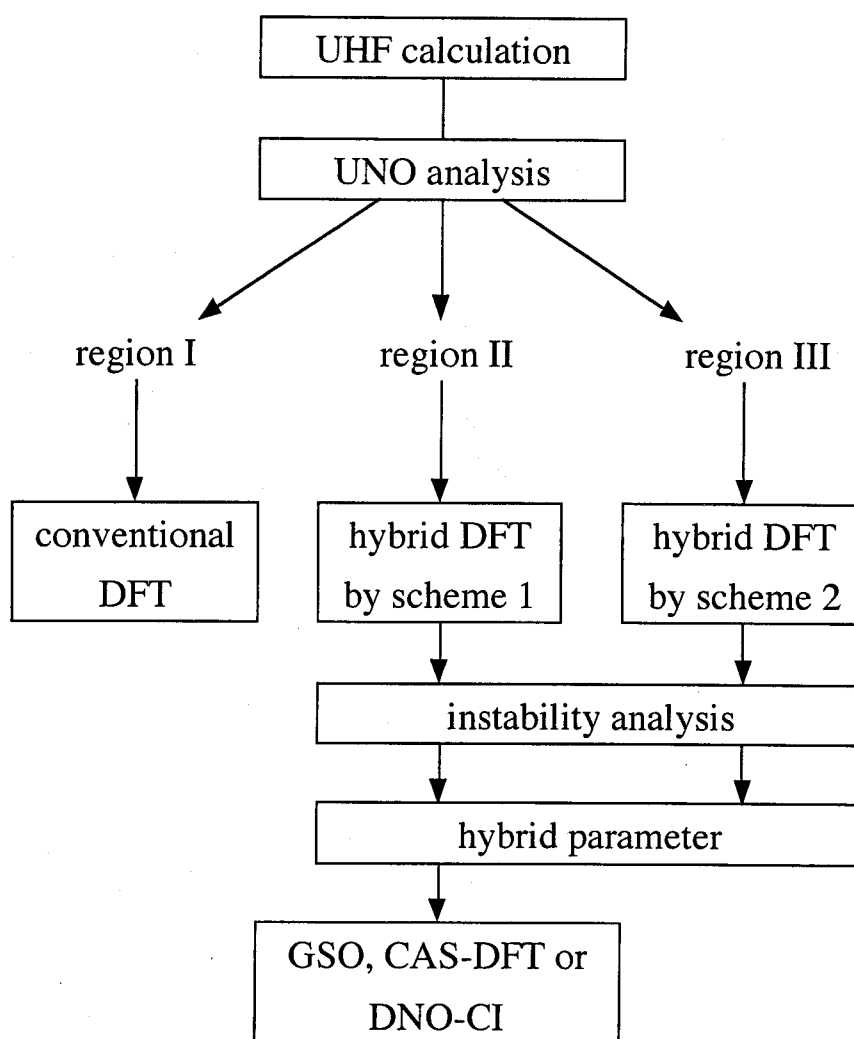 UHF calculation
UNO analysis
region I
region II
region III
conventional
DFT
hybrid DFT
by scheme 1
hybrid DFT
by scheme 2
instability analysis
hybrid parameter
GSO, CAS-DFT or
DNO-CI